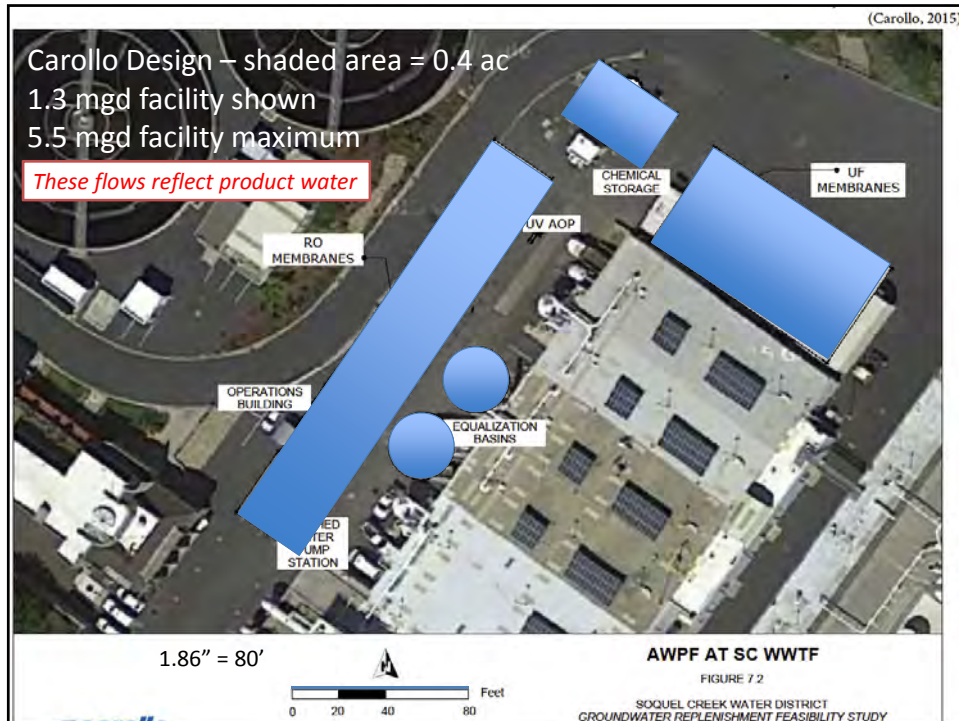 (Carollo, 2015)
Carollo Design – shaded area = 0.4 ac
1.3 mgd facility shown
5.5 mgd facility maximum
These flows reflect product water
CHEMICAL
STORAGE
UF
MEMBRANES
UV AOP
RO
MEMBRANES
OPERATIONS
BUILDING
EQUALIZATION
BASINS
STATION
1.86” = 80’
Feet
0 20 40 80
AWPF AT SC WWTF
FIGURE 7.2
SOQUEL CREEK WATER DISTRICT
GROUNDWATER REPLENISHMENT FEASIBILITY STUDY